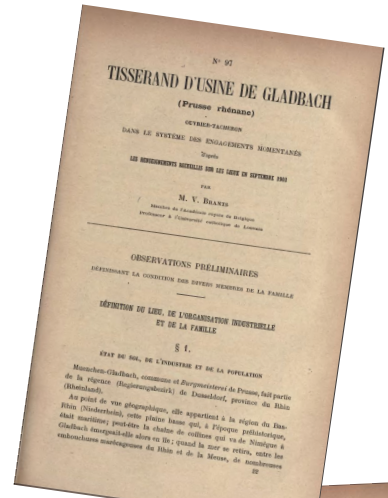 N° 97
TISSERAND D'USINE DE GLADBACH
(Prusse rhénane)
OUVRIER-TACHERON
DANS LE SYSTÈME DES ENGAGEMENTS MOMENTANÉS
D'après
LES RENSEIGNEMENTS RECUEILLIS SUR LES LIEUX EN SEPTEMBRE
PAR
M. V. BRANTS
Membre de l'Académie royale de Belgique
Professeur à l'Université catholique de Louvain
OBSERVATIONS PRÉLIMINAIRES
DÉFINISSANT LA CONDITION DES DIVERS MEMBRES DE LA FAMILLE
DÉFINITION DU LIEU, DE L'ORGANISATION INDUSTRIELLE
ET DE LA FAMILLE
§ 1.
ÉTAT DU SOL, DE L'INDUSTRIE ET DE LA POPULATION
Muenchen-Gladbach, commune et Burgmeisterei de Prusse, fait partie
de la régence (Regierungsbezirk) de Dusseldorf, province du Rhin
(Rheinland).
Au point de vue géographique, elle appartient à la région du Bas-
Rhin (Niederrhein), cette plaine basse qui, à l'époque préhistorique,
était maritime; peut-être la chaîne de collines qui va de Nimègue à
Gladbach émergeait-elle alors en île; quand la mer se retira, entre les
embouchures marécageuses du Rhin et de la Meuse, de nombreuses